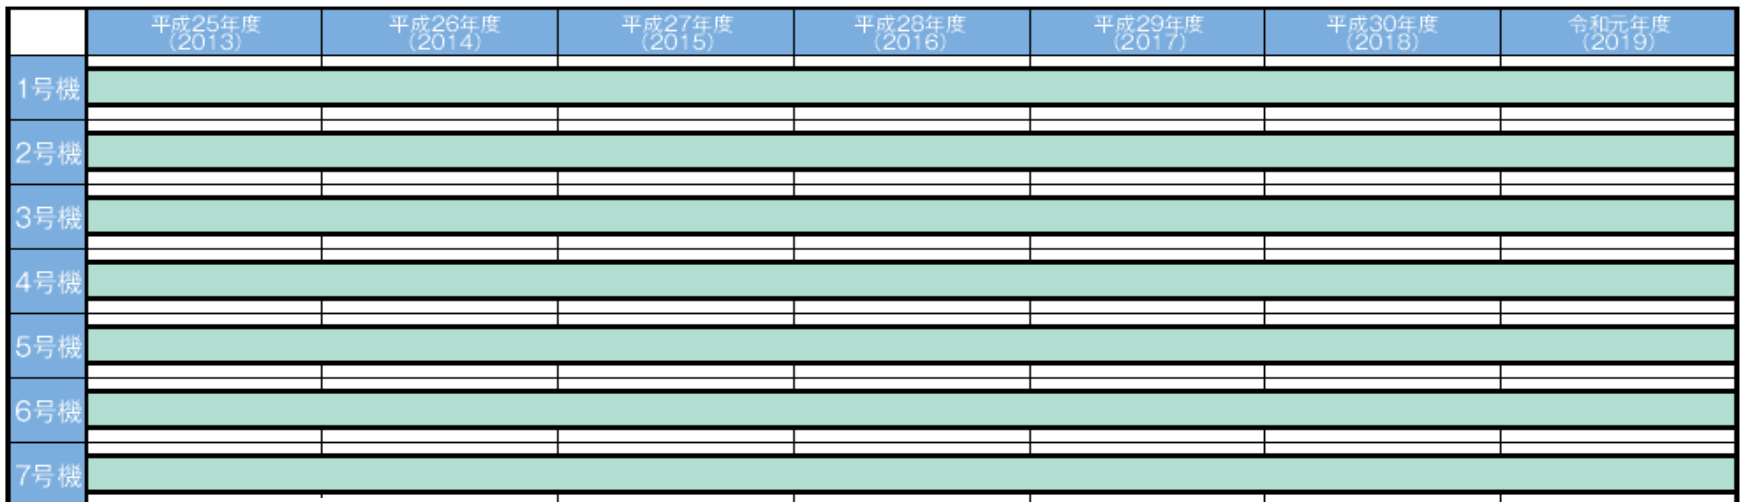 平成25年度
(2013)
平成26年度
(2014)
平成27年度
(2015)
平成28年度
(2016)
平成29年度
(2017)
平成30年度
(2018)
令和元年度
(2019)
1号機
2号機
3号機
4号機
5号機
6号機
7号機